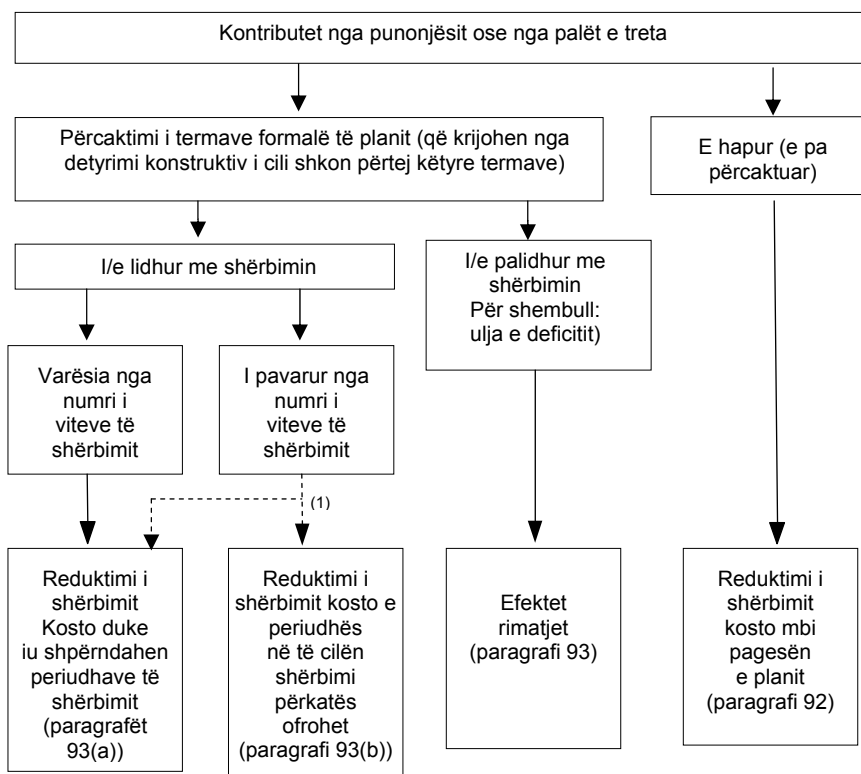 Kontributet nga punonjësit ose nga palët e treta
Përcaktimi i termave formalë të planit (që krijohen nga
detyrimi konstruktiv i cili shkon përtej këtyre termave)
E hapur (e pa
përcaktuar)
I/e lidhur me shërbimin
I/e palidhur me
shërbimin
Për shembull:
ulja e deficitit)
Varësia nga
numri i
viteve të
shërbimit
I pavarur nga
numri i
viteve të
shërbimit
(1)
Reduktimi i
shërbimit
Kosto duke
iu shpërndahen
periudhave të
shërbimit
(paragrafët
93(a))
Reduktimi i
shërbimit kosto e
periudhës
në të cilën
shërbimi
përkatës
ofrohet
(paragrafi 93(b))
Efektet
rimatjet
(paragrafi 93)
Reduktimi i
shërbimit
kosto mbi
pagesën
e planit
(paragrafi 92)